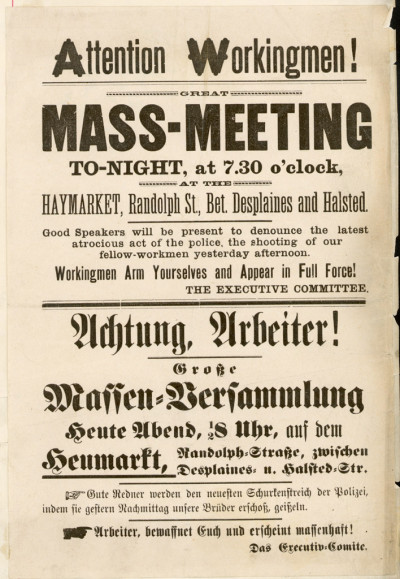 Attention Workingmen!
GREAT
MASS-MEETING
TO-NIGHT, at 7.30 o'clock,
AT THE
HAYMARKET, Randolph St., Bet. Desplaines and Halsted.
Good Speakers will be present to denounce the latest
atrocious act of the police, the shooting of our
fellow-workmen yesterday afternoon.
Workingmen Arm Yourselves and Appear in Full Force!
THE EXECUTIVE COMMITTEE.
Achtung, Arbeiter!
Große
Massen-Versammlung
Heute Abend, ½8 Uhr, auf dem
Heumarkt, Randolph-Straße, zwischen
Desplaines- u. Halsted-Str.
☞ Gute Redner werden den neuesten Schurkenstreich der Polizei,
indem sie gestern Nachmittag unsere Brüder erschoß, geißeln.
☛ Arbeiter, bewaffnet Euch und erscheint massenhaft!
Das Executiv-Comite.